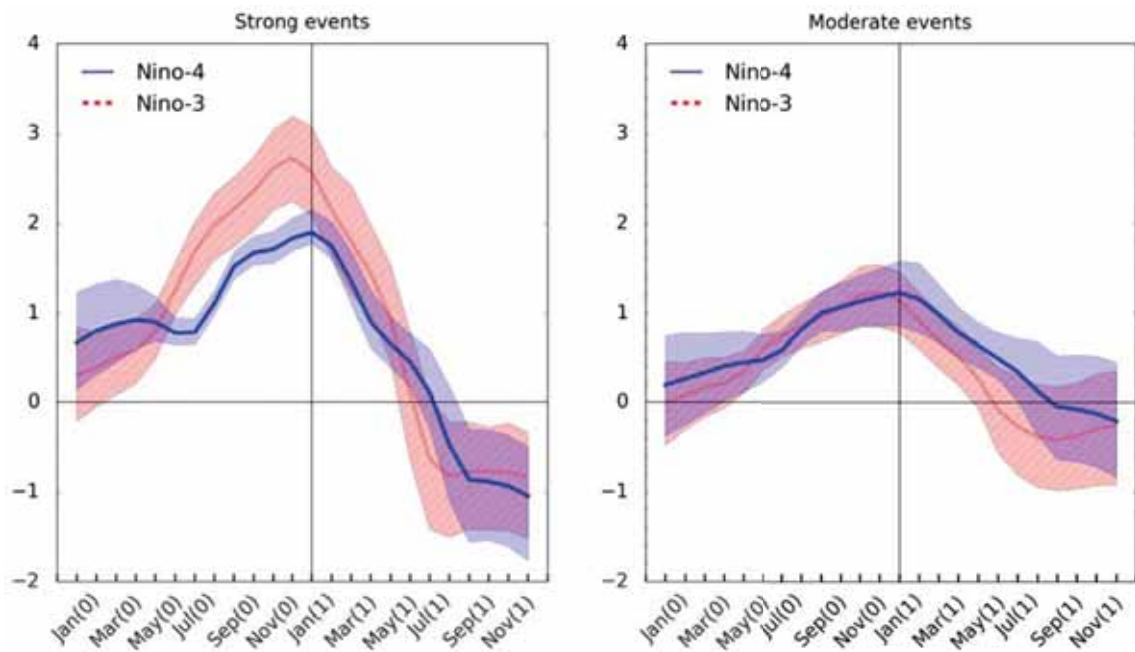 Strong events
4
3
2
1
0
−1
−2
Nino-4
Nino-3
Jan(0)
Mar(0)
May(0)
Jul(0)
Sep(0)
Nov(0)
Jan(1)
Mar(1)
May(1)
Jul(1)
Sep(1)
Nov(1)
Moderate events
4
3
2
1
0
−1
−2
Nino-4
Nino-3
Jan(0)
Mar(0)
May(0)
Jul(0)
Sep(0)
Nov(0)
Jan(1)
Mar(1)
May(1)
Jul(1)
Sep(1)
Nov(1)